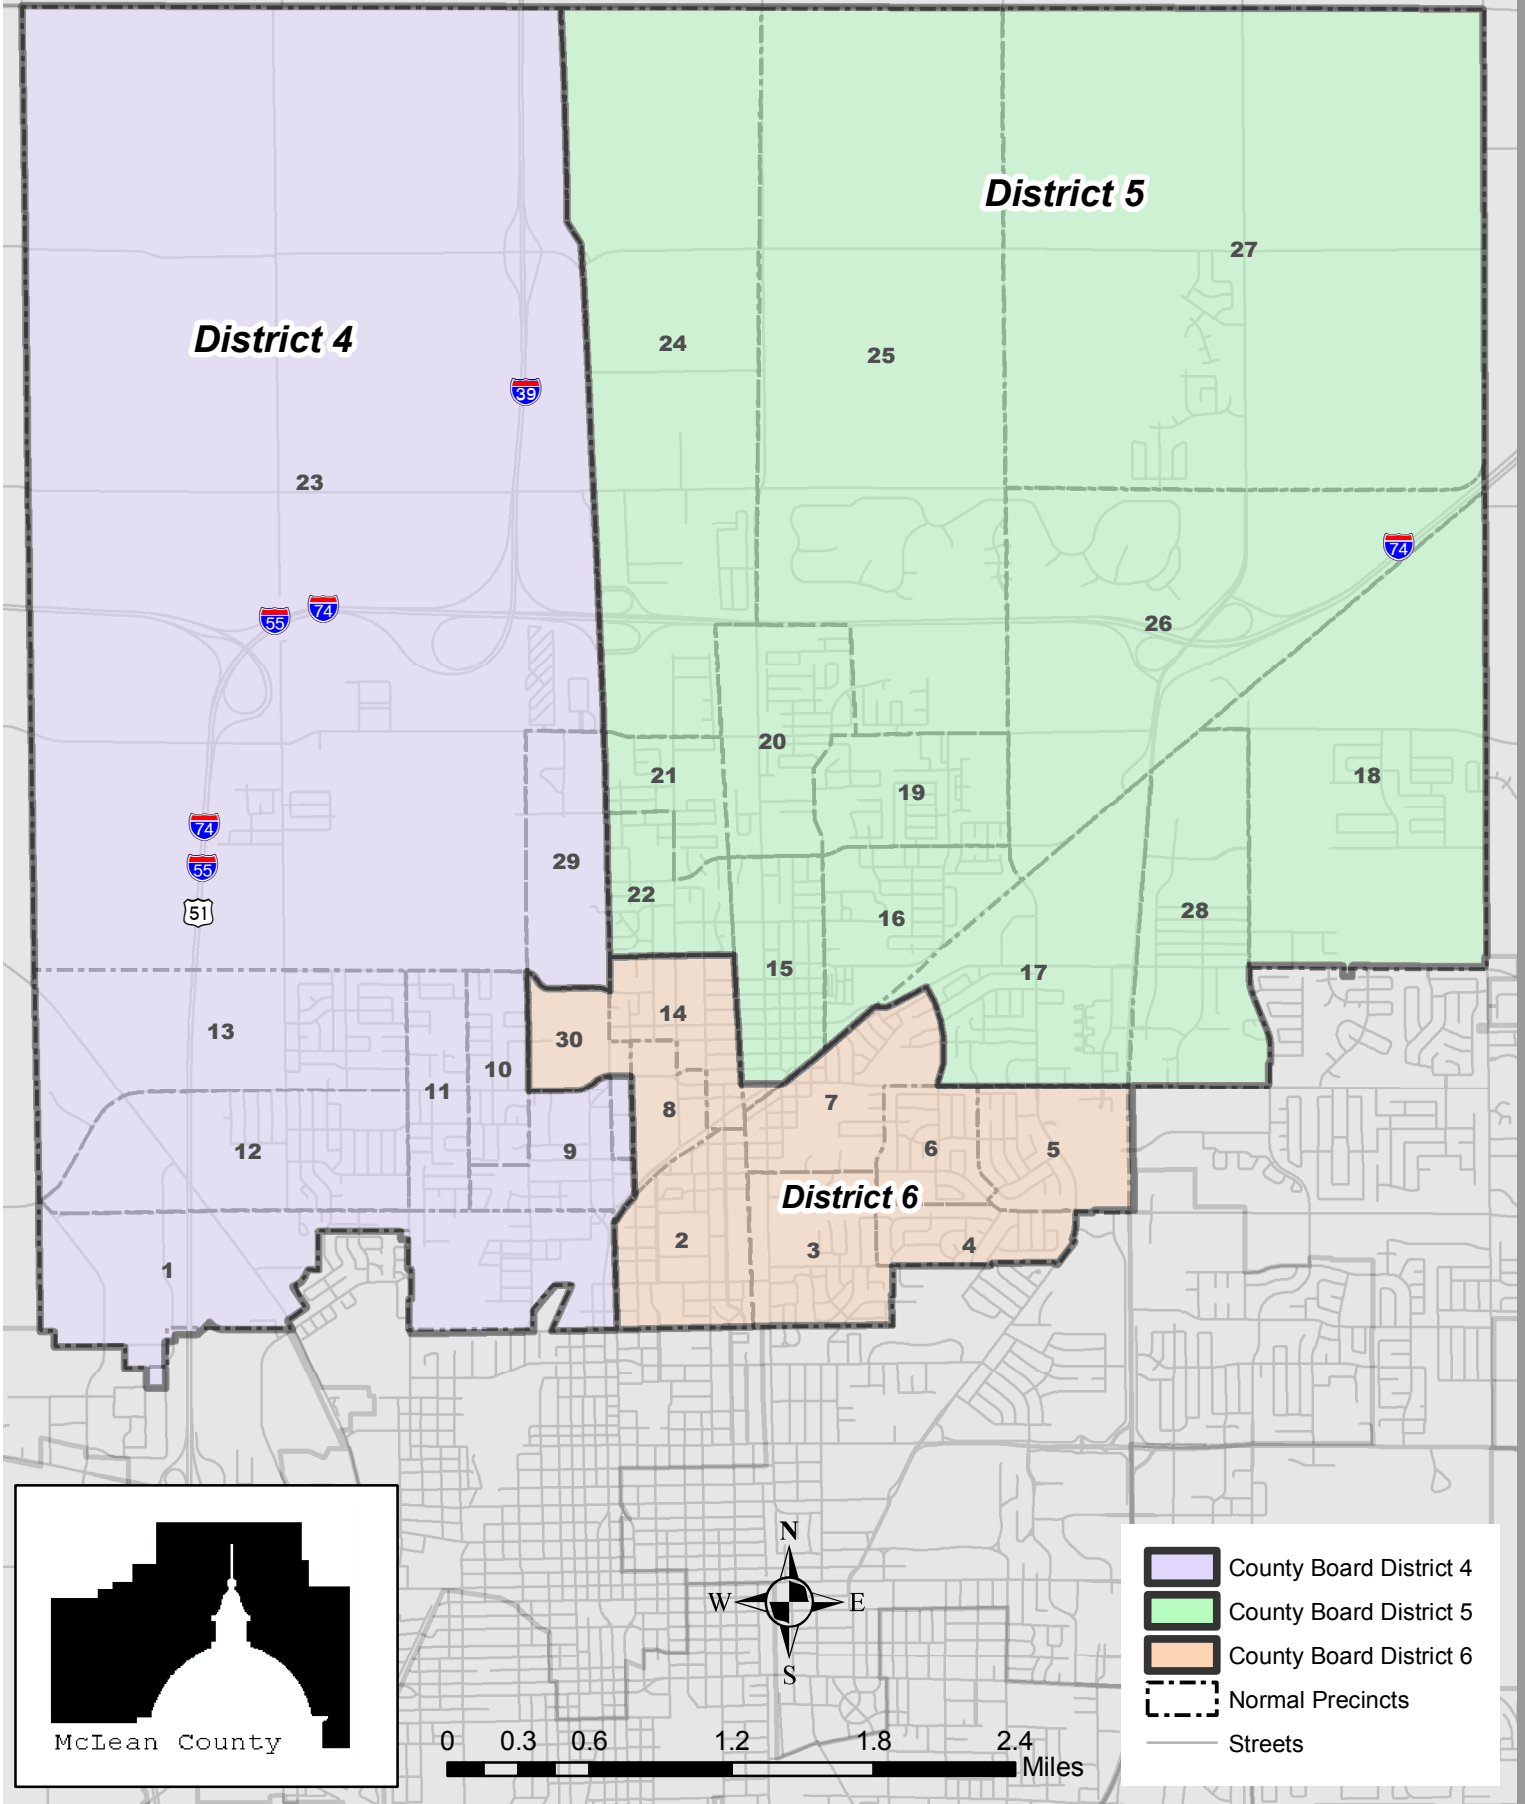 District 5
27
District 4
24
25
39
23
74
55
74
26
20
21
18
19
74
29
55
22
28
51
16
15
17
14
13
30
10
11
7
8
6
5
12
9
District 6
2
3
4
1
N
W E
S
McLean County
0 0.3 0.6 1.2 1.8 2.4
Miles
County Board District 4
County Board District 5
County Board District 6
Normal Precincts
Streets